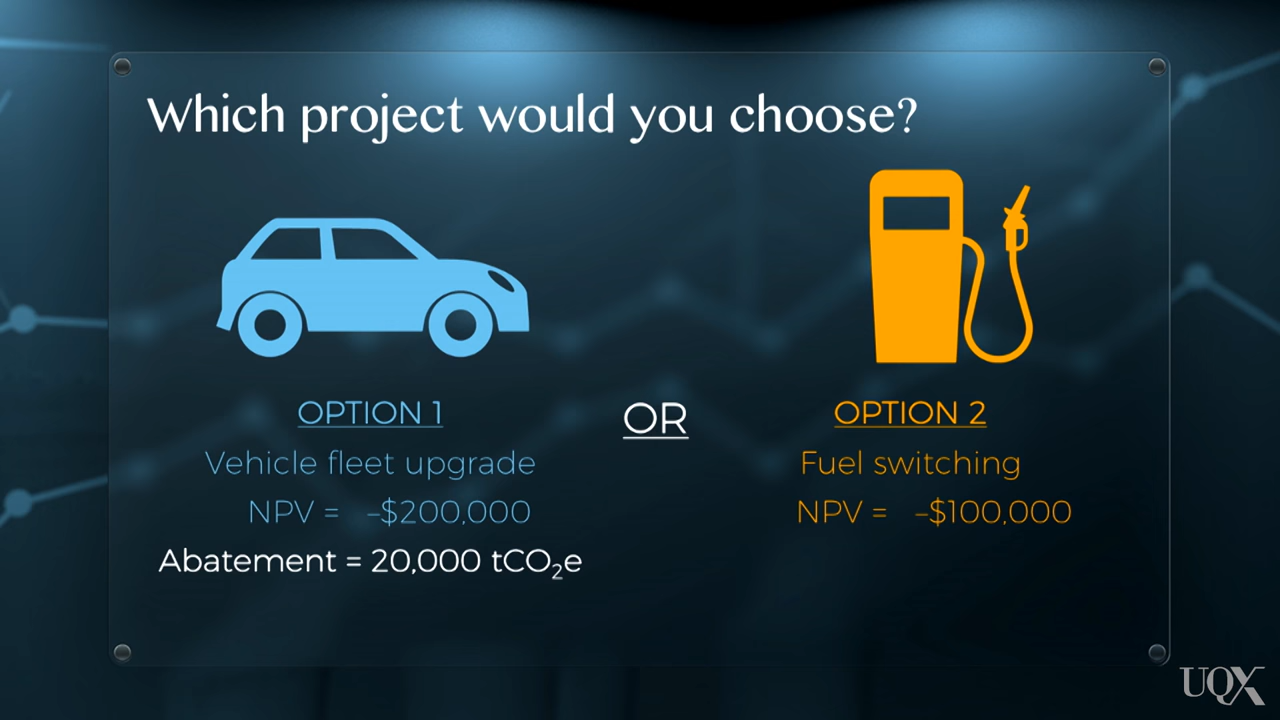 Which project would you choose?
OPTION 1
Vehicle fleet upgrade
NPV = –$200,000
Abatement = 20,000 tCO₂e
OR
OPTION 2
Fuel switching
NPV = –$100,000
UQX